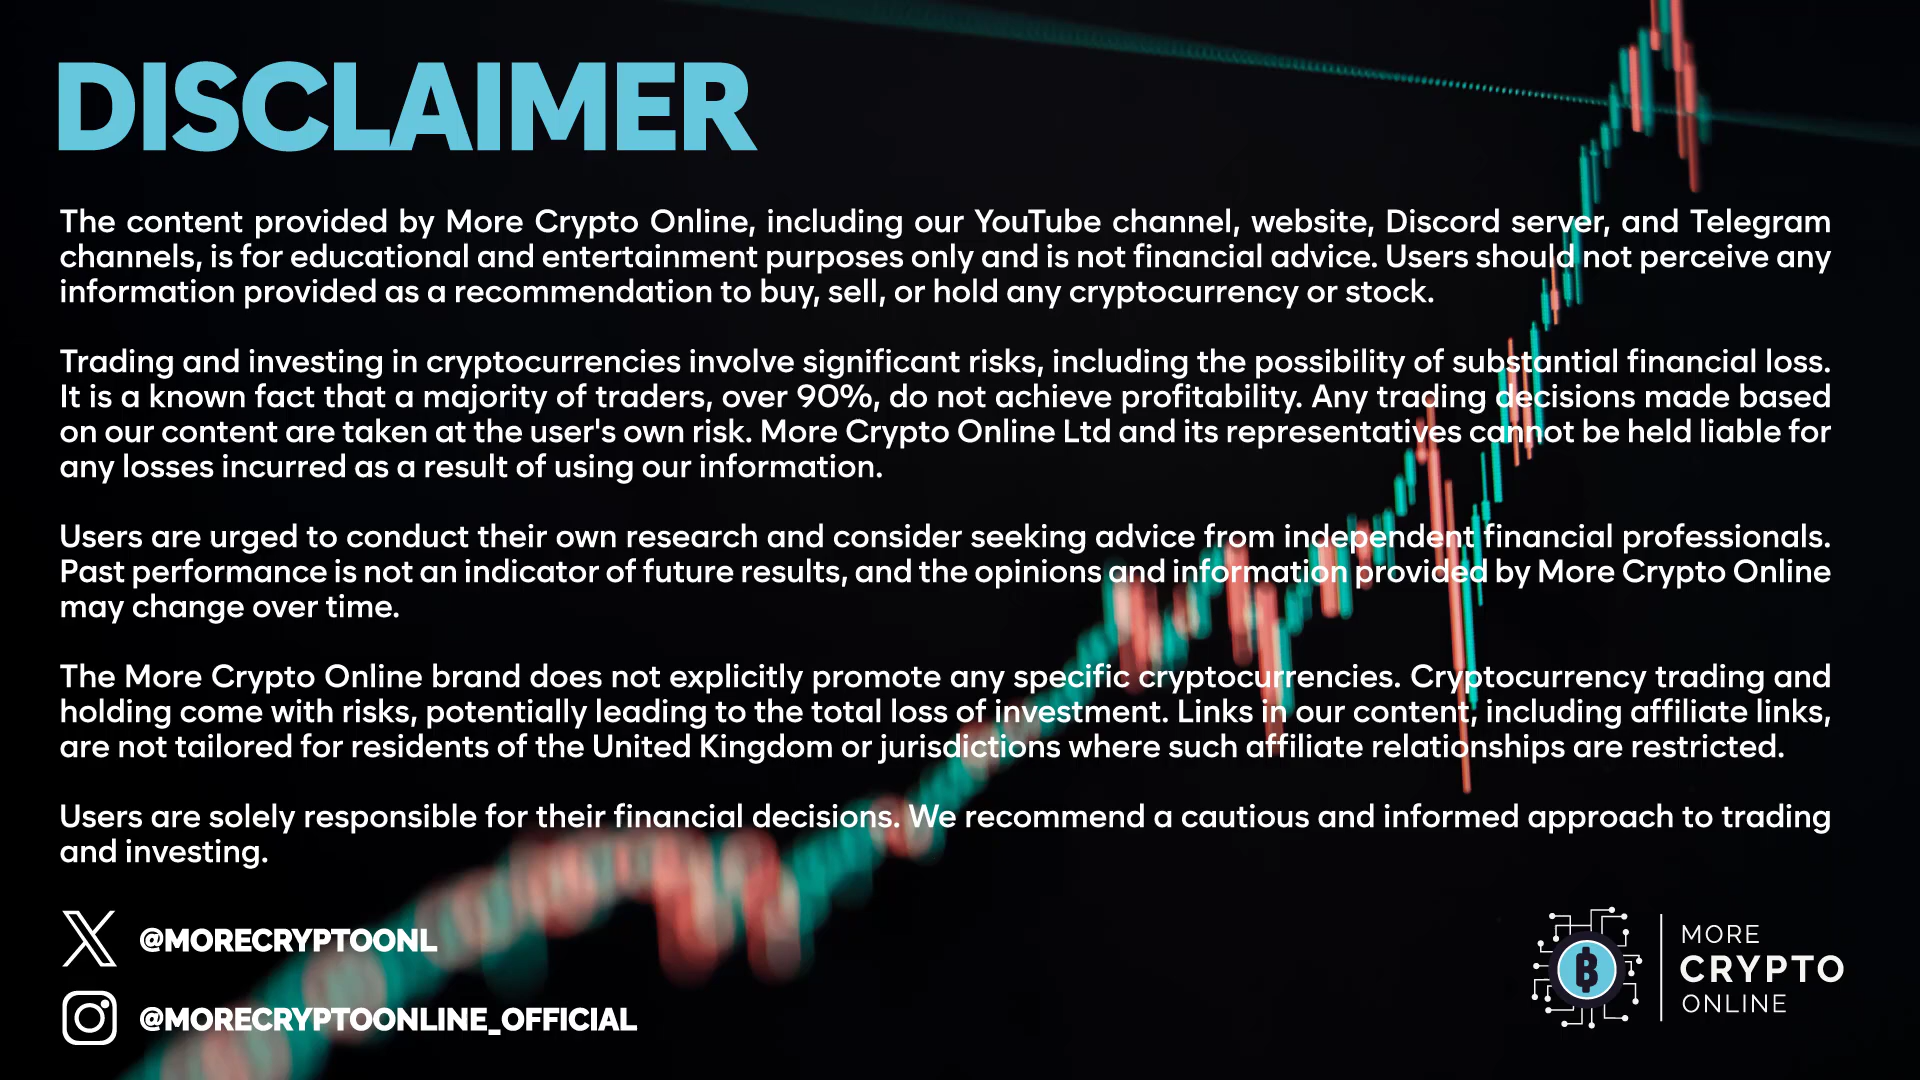 DISCLAIMER
The content provided by More Crypto Online, including our YouTube channel, website, Discord server, and Telegram
channels, is for educational and entertainment purposes only and is not financial advice. Users should not perceive any
information provided as a recommendation to buy, sell, or hold any cryptocurrency or stock.
Trading and investing in cryptocurrencies involve significant risks, including the possibility of substantial financial loss.
It is a known fact that a majority of traders, over 90%, do not achieve profitability. Any trading decisions made based
on our content are taken at the user's own risk. More Crypto Online Ltd and its representatives cannot be held liable for
any losses incurred as a result of using our information.
Users are urged to conduct their own research and consider seeking advice from independent financial professionals.
Past performance is not an indicator of future results, and the opinions and information provided by More Crypto Online
may change over time.
The More Crypto Online brand does not explicitly promote any specific cryptocurrencies. Cryptocurrency trading and
holding come with risks, potentially leading to the total loss of investment. Links in our content, including affiliate links,
are not tailored for residents of the United Kingdom or jurisdictions where such affiliate relationships are restricted.
Users are solely responsible for their financial decisions. We recommend a cautious and informed approach to trading
and investing.
@MORECRYPTOONL
@MORECRYPTOONLINE_OFFICIAL
MORE
CRYPTO
ONLINE